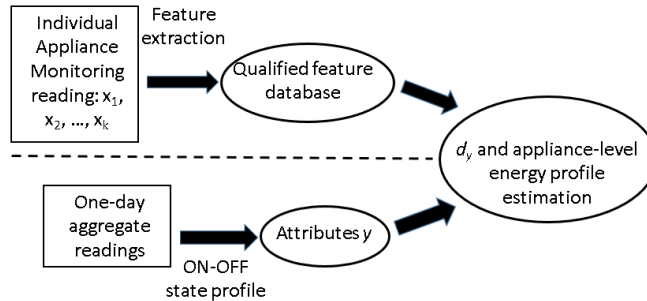 Individual
Appliance
Monitoring
reading: x1,
x2, ..., xk
Feature
extraction
Qualified feature
database
dy and appliance-level
energy profile
estimation
One-day
aggregate
readings
ON-OFF
state profile
Attributes y